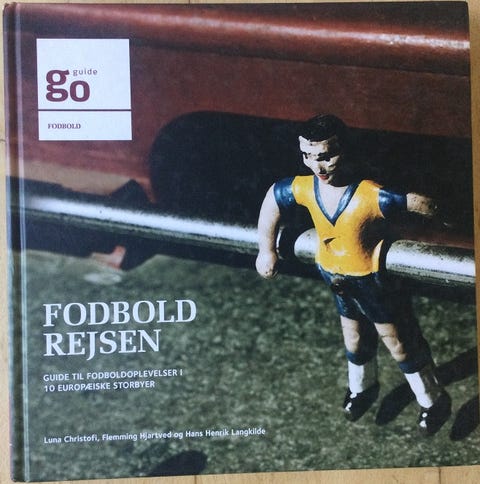 guide
go
FODBOLD
FODBOLD
REJSEN
GUIDE TIL FODBOLDOPLEVELSER I
10 EUROPÆISKE STORBYER
Luna Christofi, Flemming Hjartved og Hans Henrik Langkilde